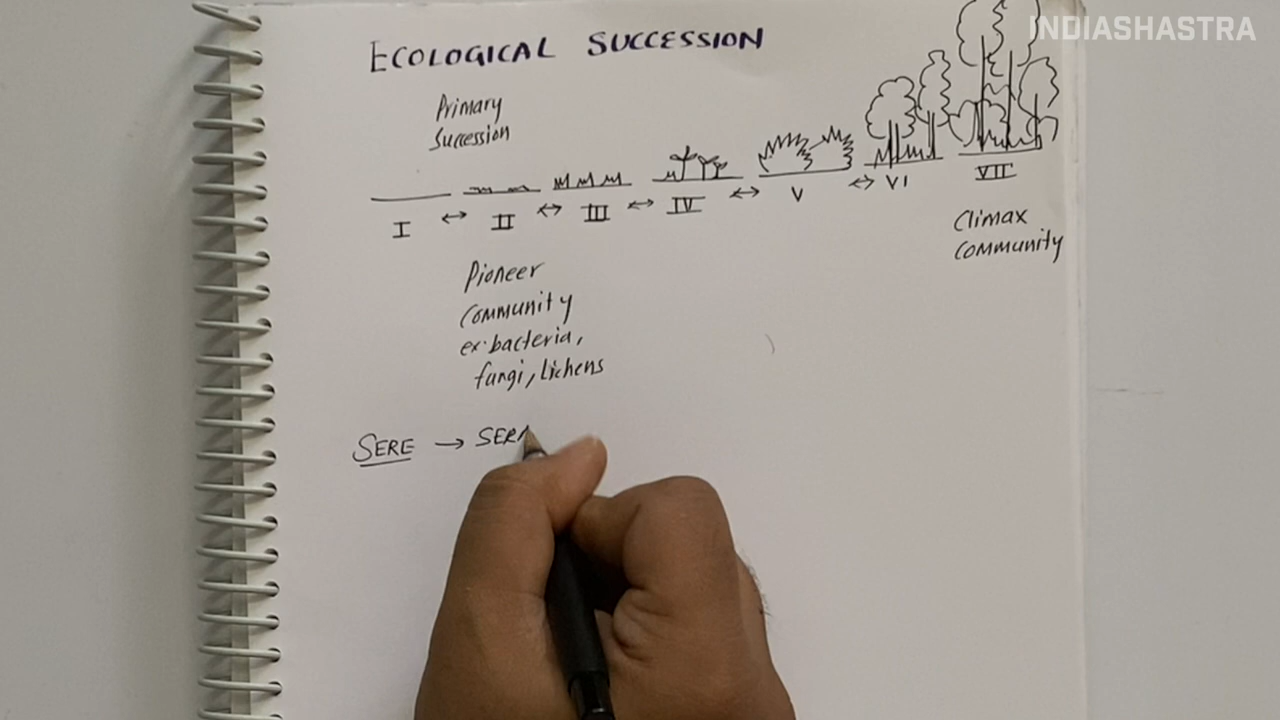 INDIASHASTRA
ECOLOGICAL SUCCESSION
Primary
Succession
I ↔ II ↔ III ↔ IV ↔ V ↔ VI VII
Climax
community
Pioneer
community
ex. bacteria,
fungi, lichens
SERE → SERA